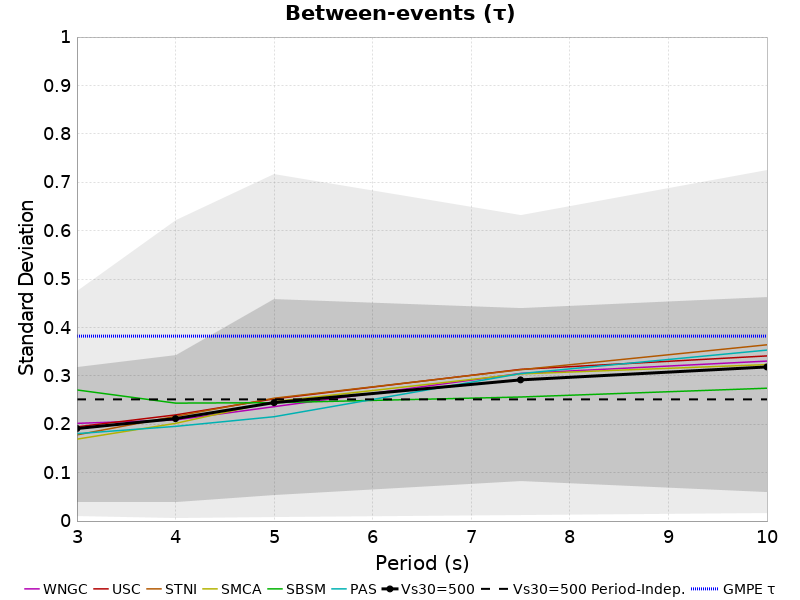 Between-events (τ)
Standard Deviation
1
0.9
0.8
0.7
0.6
0.5
0.4
0.3
0.2
0.1
0
3 4 5 6 7 8 9 10
Period (s)
WNGC USC STNI SMCA SBSM PAS Vs30=500 Vs30=500 Period-Indep. GMPE τ